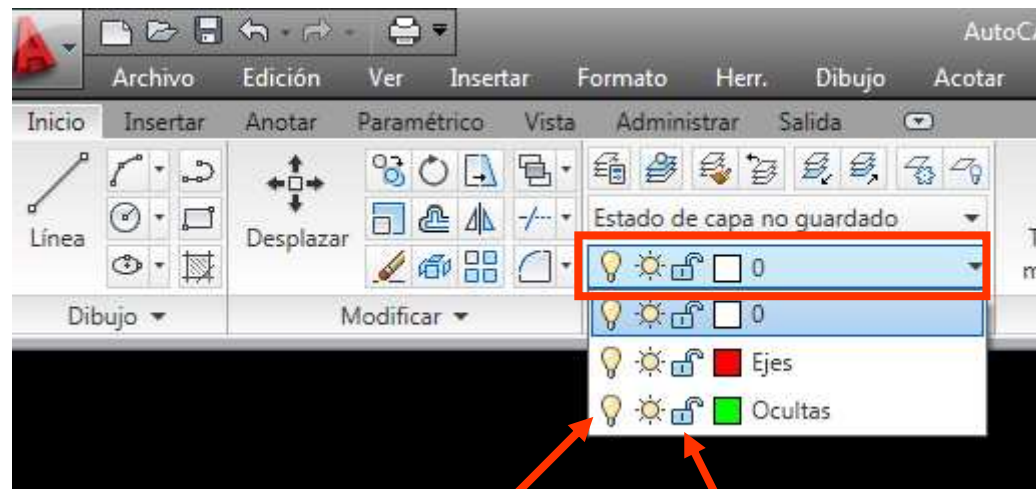 AutoCA
Archivo Edición Ver Insertar Formato Herr. Dibujo Acotar
Inicio Insertar Anotar Paramétrico Vista Administrar Salida
Estado de capa no guardado
Línea Desplazar
0
0
Ejes
Ocultas
Dibujo Modificar